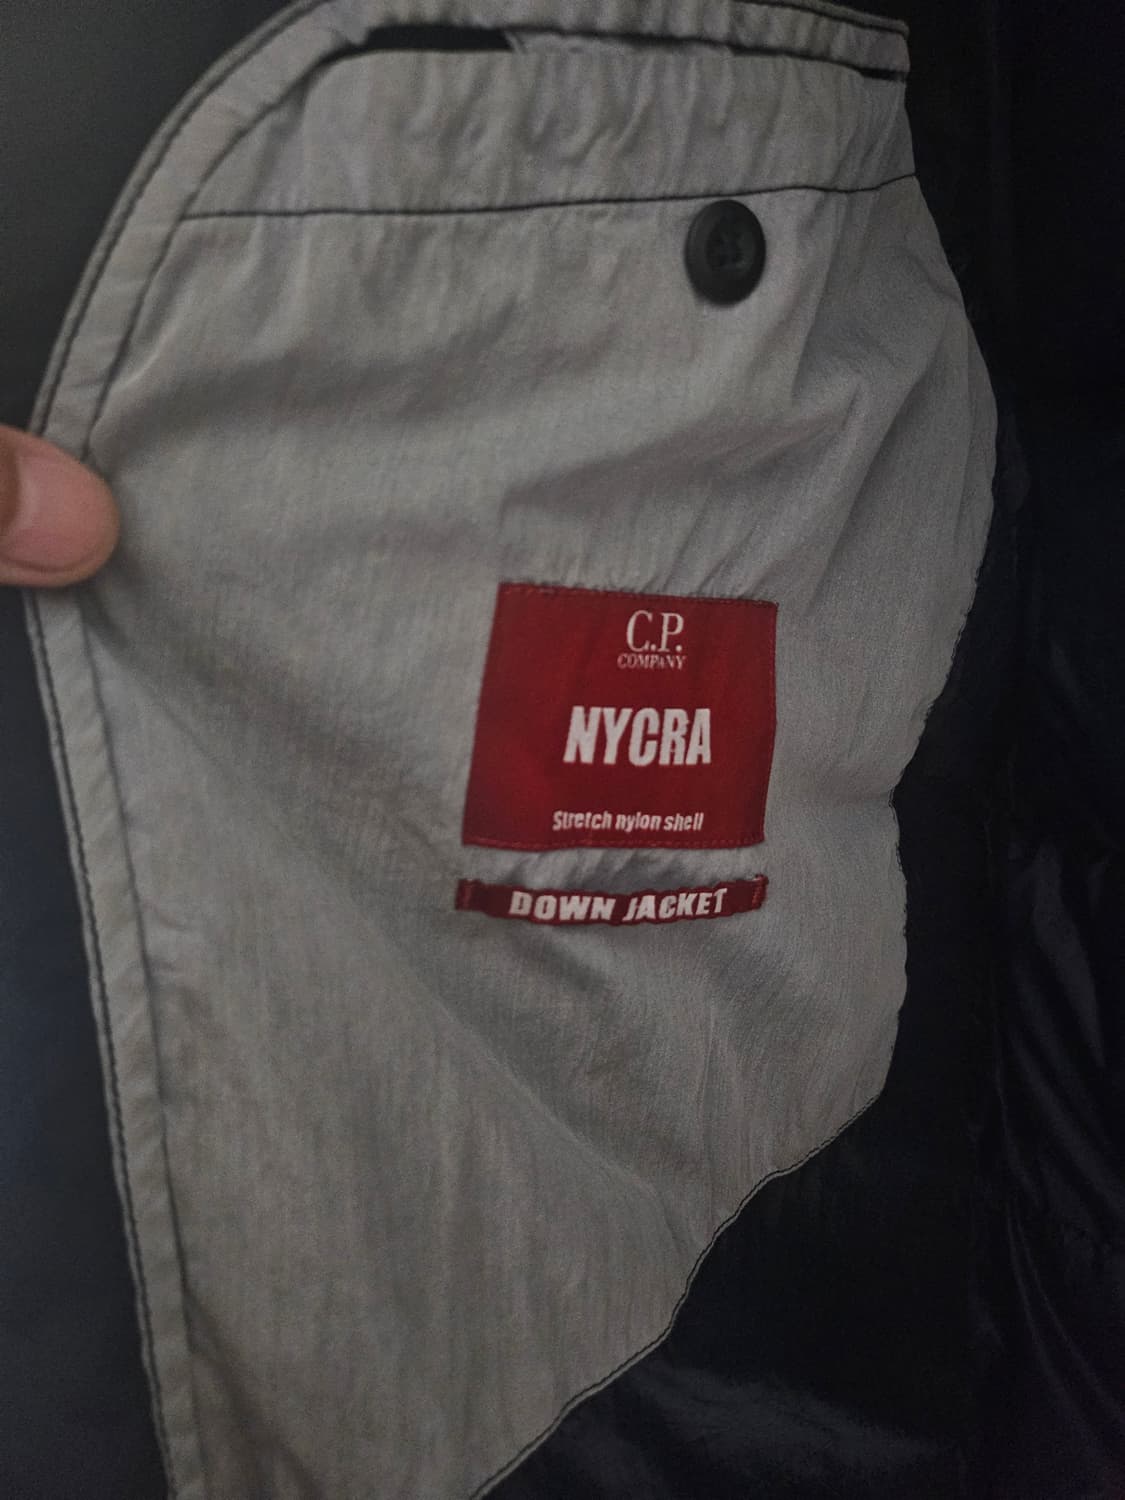 C.P.
COMPANY
NYCRA
Stretch nylon shell
DOWN JACKET